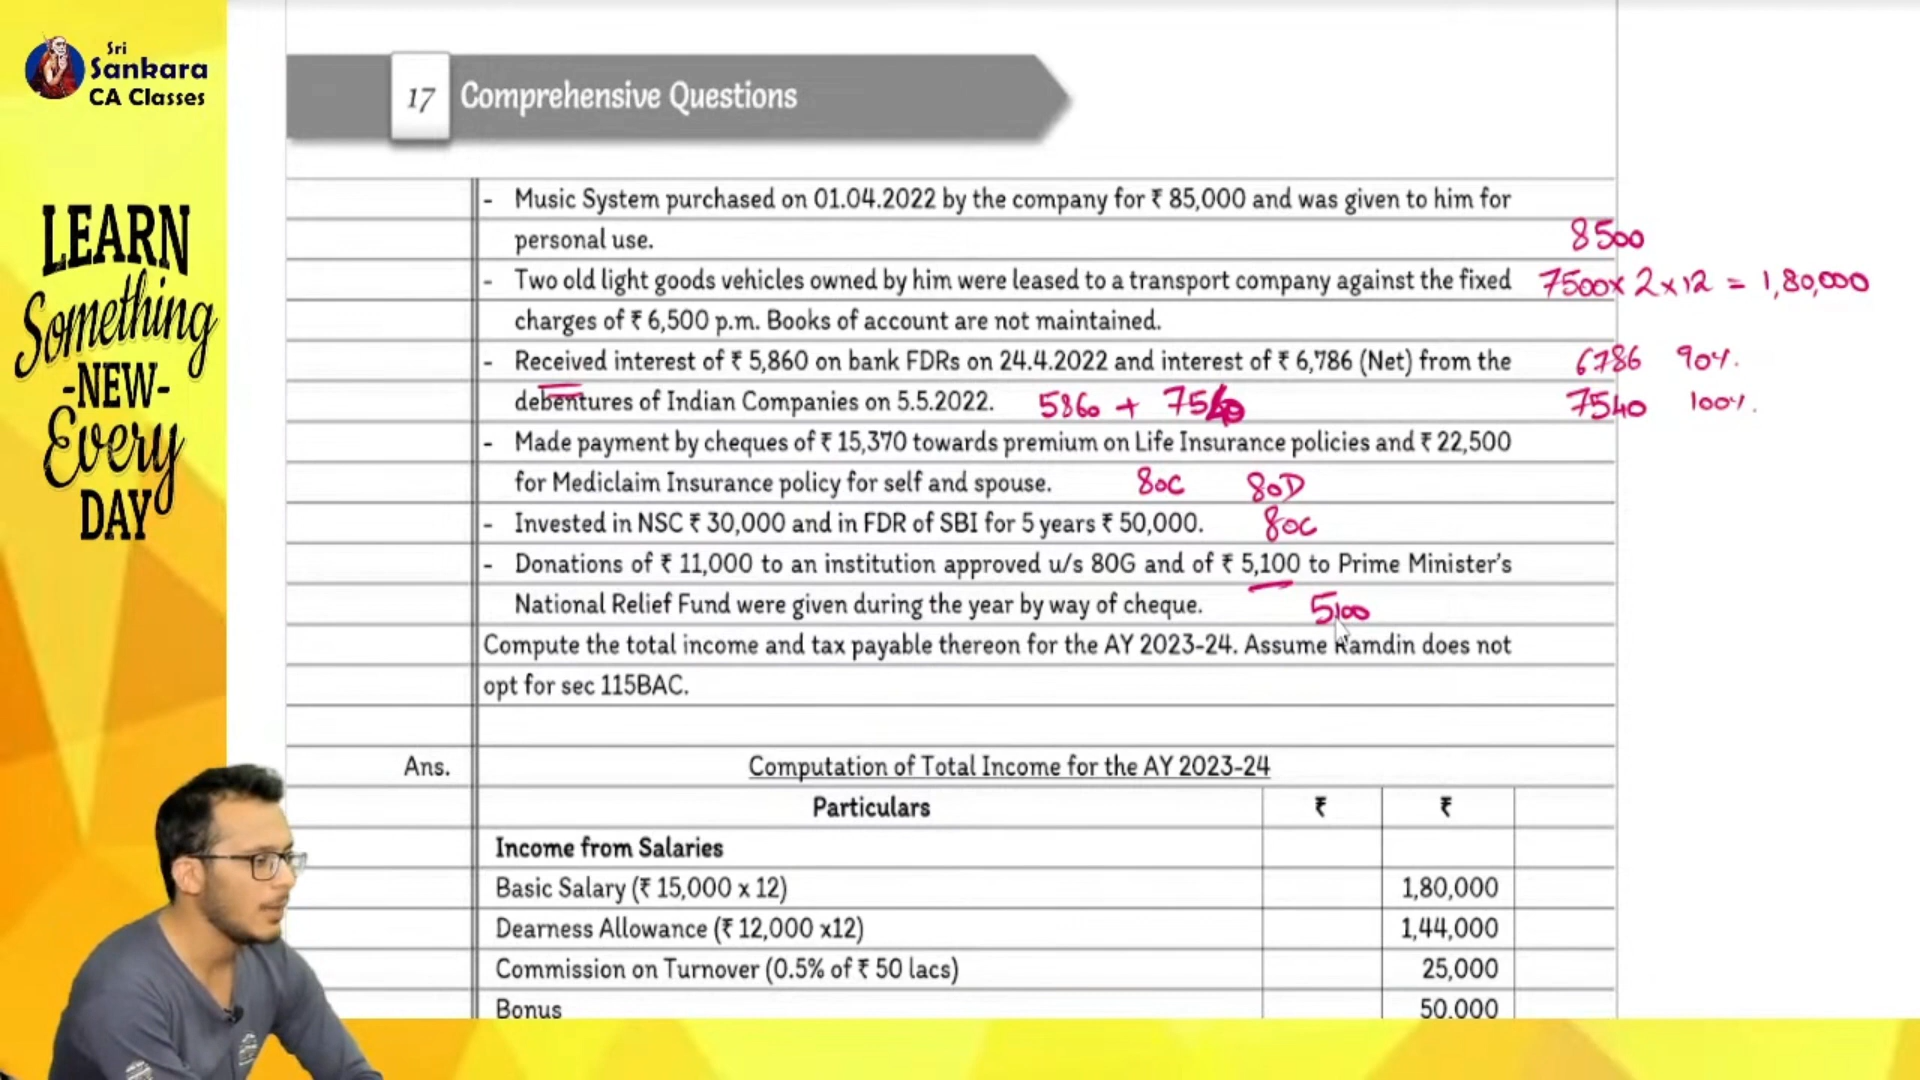 Sri
Sankara
CA Classes
LEARN
Something
-NEW-
Every
DAY
17 Comprehensive Questions
- Music System purchased on 01.04.2022 by the company for ₹ 85,000 and was given to him for
personal use.
8500
- Two old light goods vehicles owned by him were leased to a transport company against the fixed
7500 x 2 x 12 = 1,80,000
charges of ₹ 6,500 p.m. Books of account are not maintained.
- Received interest of ₹ 5,860 on bank FDRs on 24.4.2022 and interest of ₹ 6,786 (Net) from the
6786 90%.
debentures of Indian Companies on 5.5.2022. 5860 + 7540
7540 100%.
- Made payment by cheques of ₹ 15,370 towards premium on Life Insurance policies and ₹ 22,500
for Mediclaim Insurance policy for self and spouse. 80C 80D
- Invested in NSC ₹ 30,000 and in FDR of SBI for 5 years ₹ 50,000. 80C
- Donations of ₹ 11,000 to an institution approved u/s 80G and of ₹ 5,100 to Prime Minister's
National Relief Fund were given during the year by way of cheque. 5100
Compute the total income and tax payable thereon for the AY 2023-24. Assume Ramdin does not
opt for sec 115BAC.
Ans. Computation of Total Income for the AY 2023-24
Particulars ₹ ₹
Income from Salaries
Basic Salary (₹ 15,000 x 12) 1,80,000
Dearness Allowance (₹ 12,000 x12) 1,44,000
Commission on Turnover (0.5% of ₹ 50 lacs) 25,000
Bonus 50,000